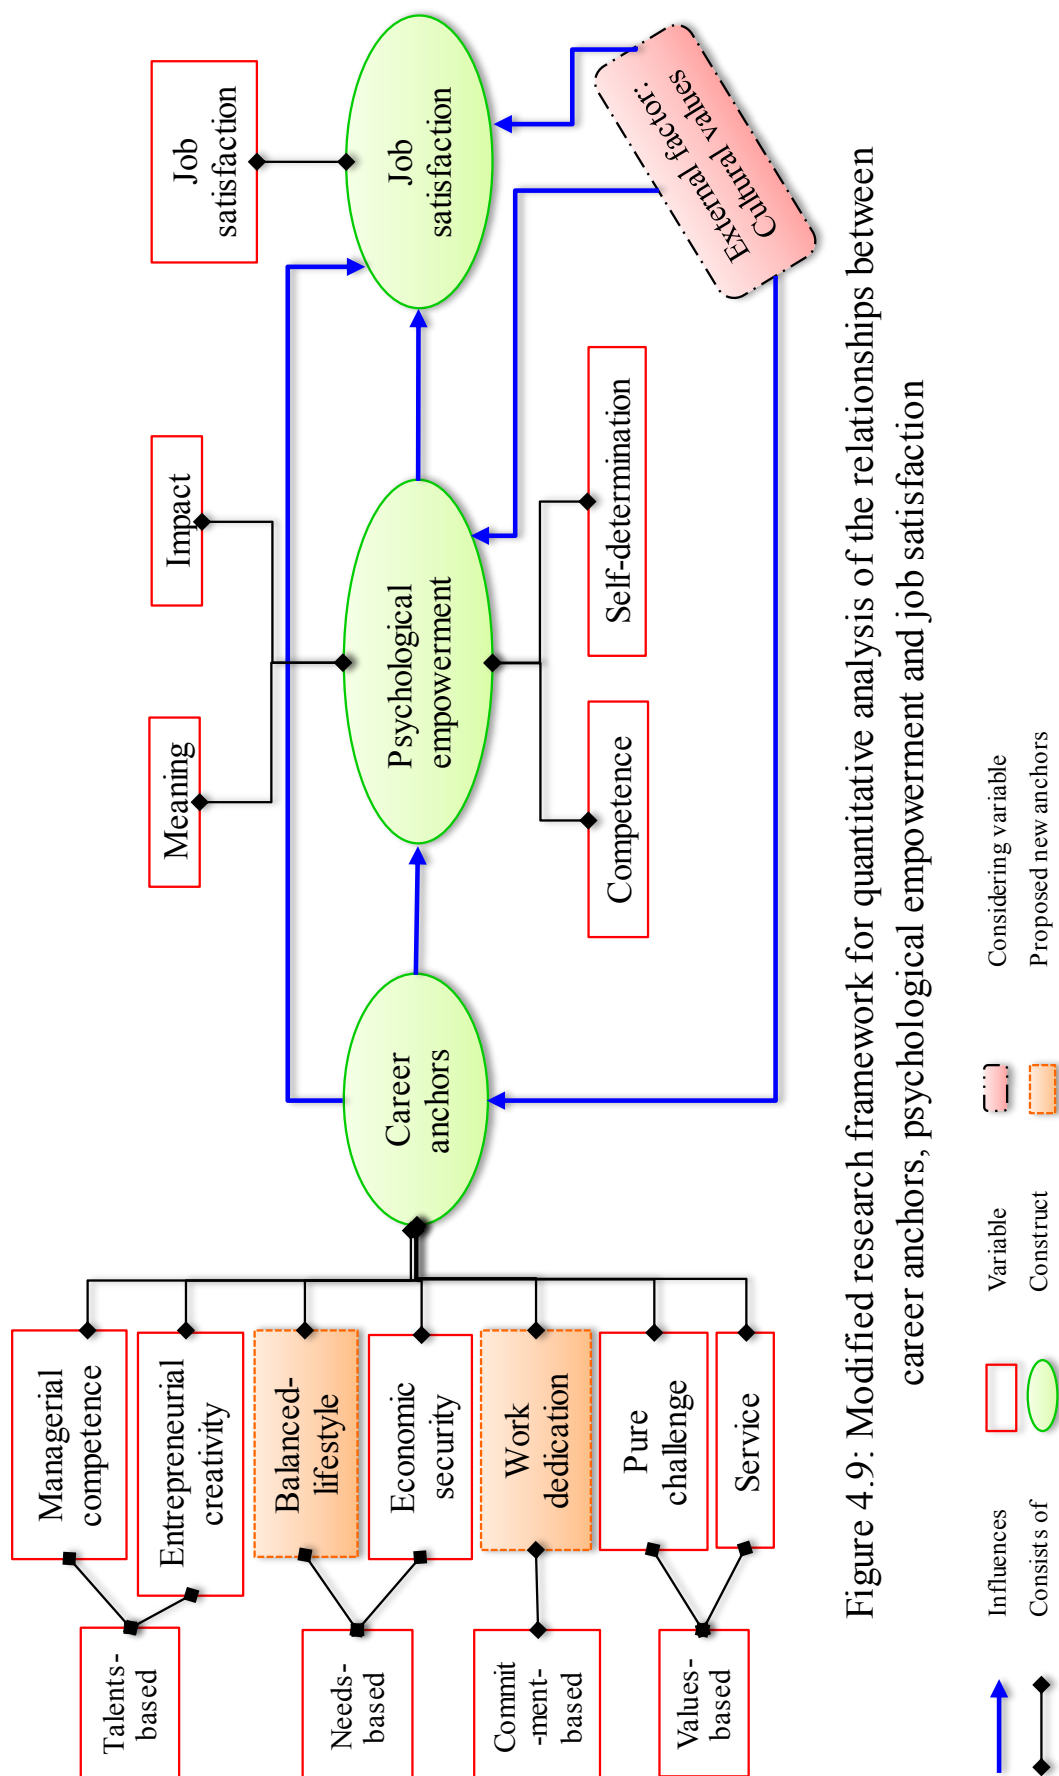 Talents-
based
Needs-
based
Commit
-ment-
based
Values-
based
Managerial
competence
Entrepreneurial
creativity
Balanced-
lifestyle
Economic
security
Work
dedication
Pure
challenge
Service
Career
anchors
Meaning
Impact
Psychological
empowerment
Competence
Self-determination
Job
satisfaction
Job
satisfaction
External factor:
Cultural values
Figure 4.9: Modified research framework for quantitative analysis of the relationships between
career anchors, psychological empowerment and job satisfaction
Influences
Variable
Considering variable
Consist of
Construct
Proposed new anchors